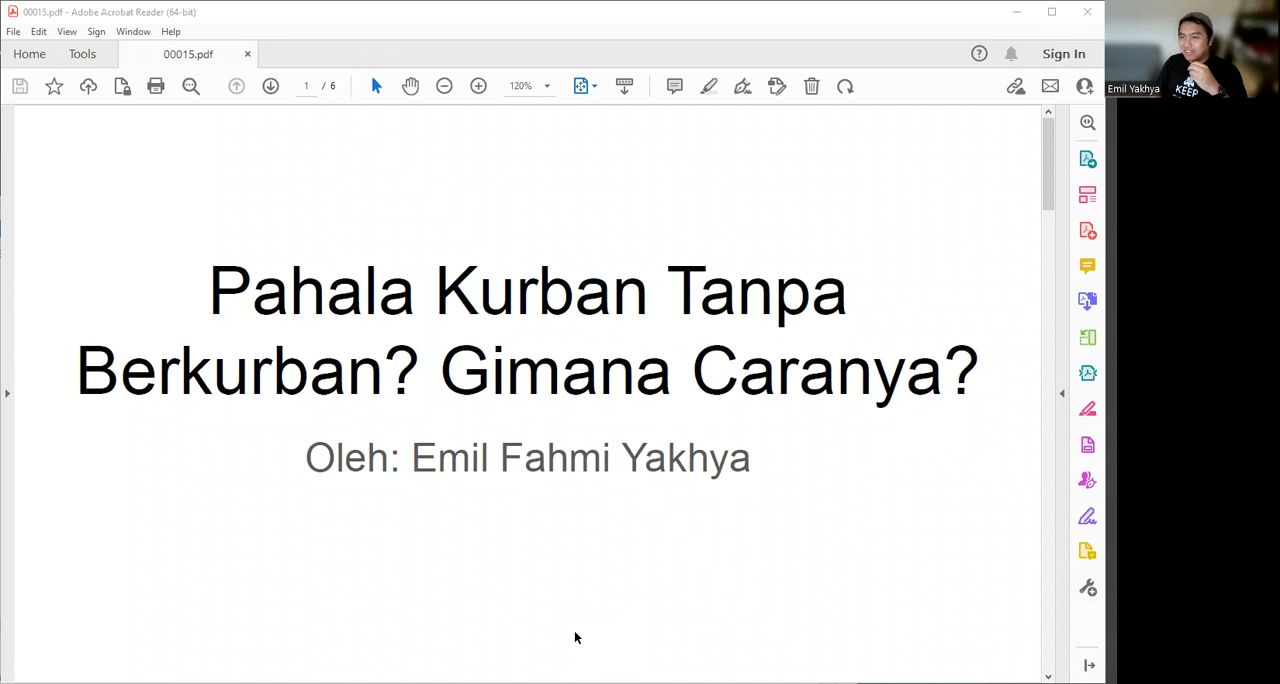 00015.pdf - Adobe Acrobat Reader (64-bit)
File Edit View Sign Window Help
Home Tools 00015.pdf Sign In
1 / 6 120%
Emil Yakhya
KEEP
Pahala Kurban Tanpa
Berkurban? Gimana Caranya?
Oleh: Emil Fahmi Yakhya